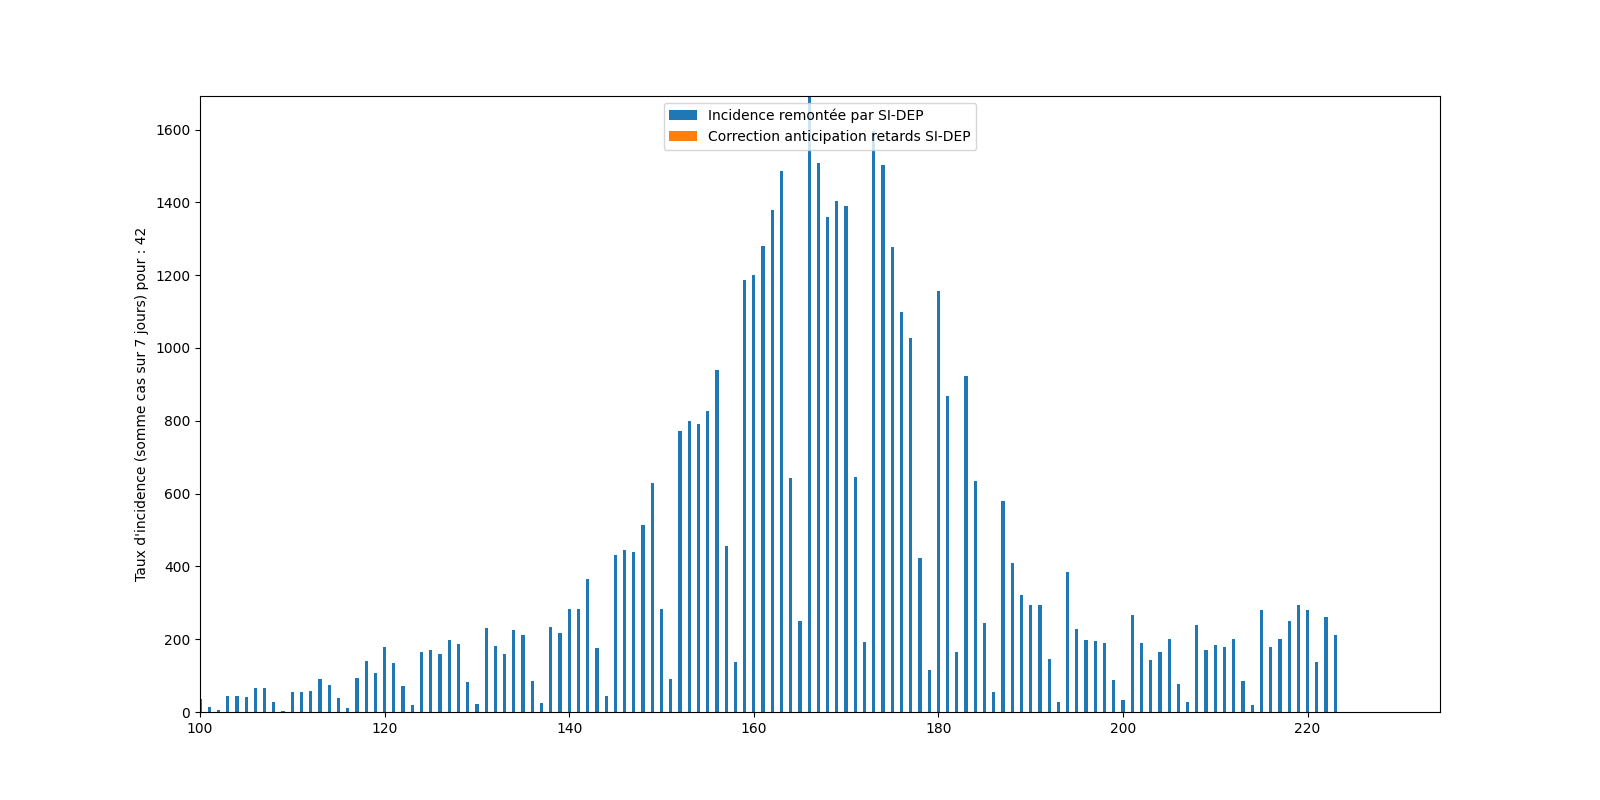 Incidence remontée par SI-DEP
Correction anticipation retards SI-DEP
Taux d'incidence (somme cas sur 7 jours) pour : 42
1600
1400
1200
1000
800
600
400
200
0
100 120 140 160 180 200 220